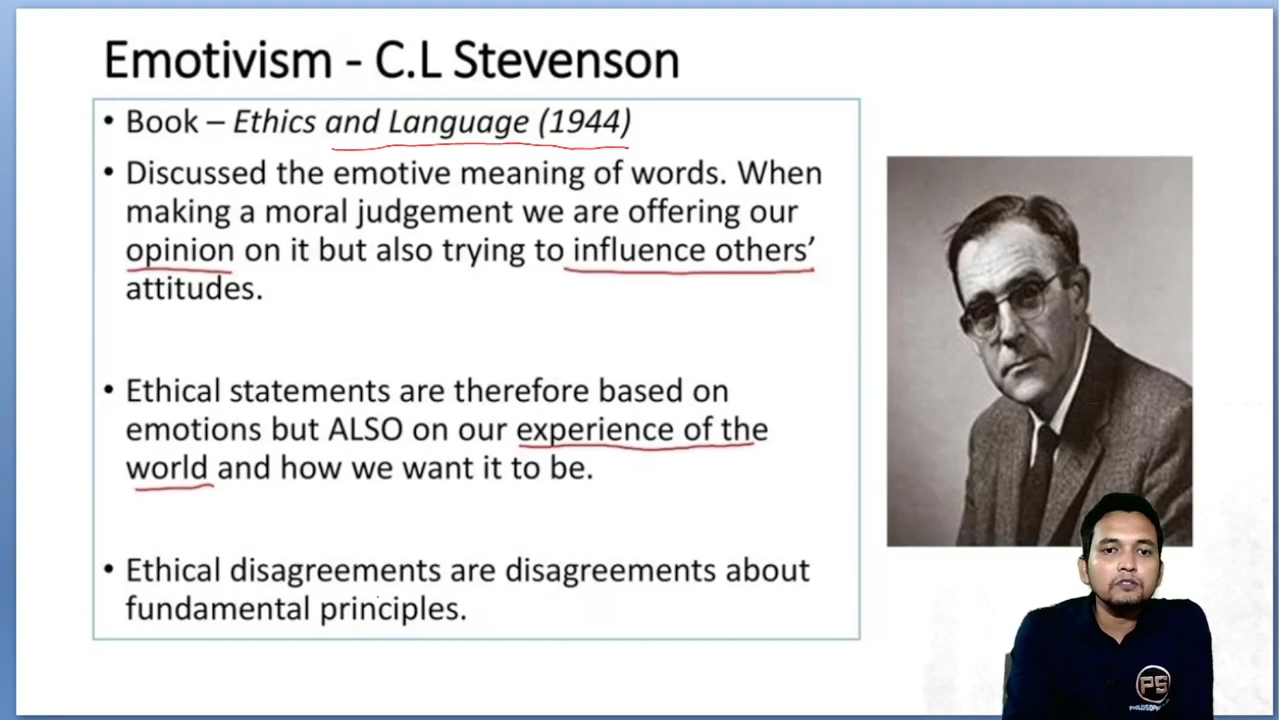 Emotivism - C.L Stevenson
• Book – Ethics and Language (1944)
• Discussed the emotive meaning of words. When
making a moral judgement we are offering our
opinion on it but also trying to influence others’
attitudes.
• Ethical statements are therefore based on
emotions but ALSO on our experience of the
world and how we want it to be.
• Ethical disagreements are disagreements about
fundamental principles.
PS